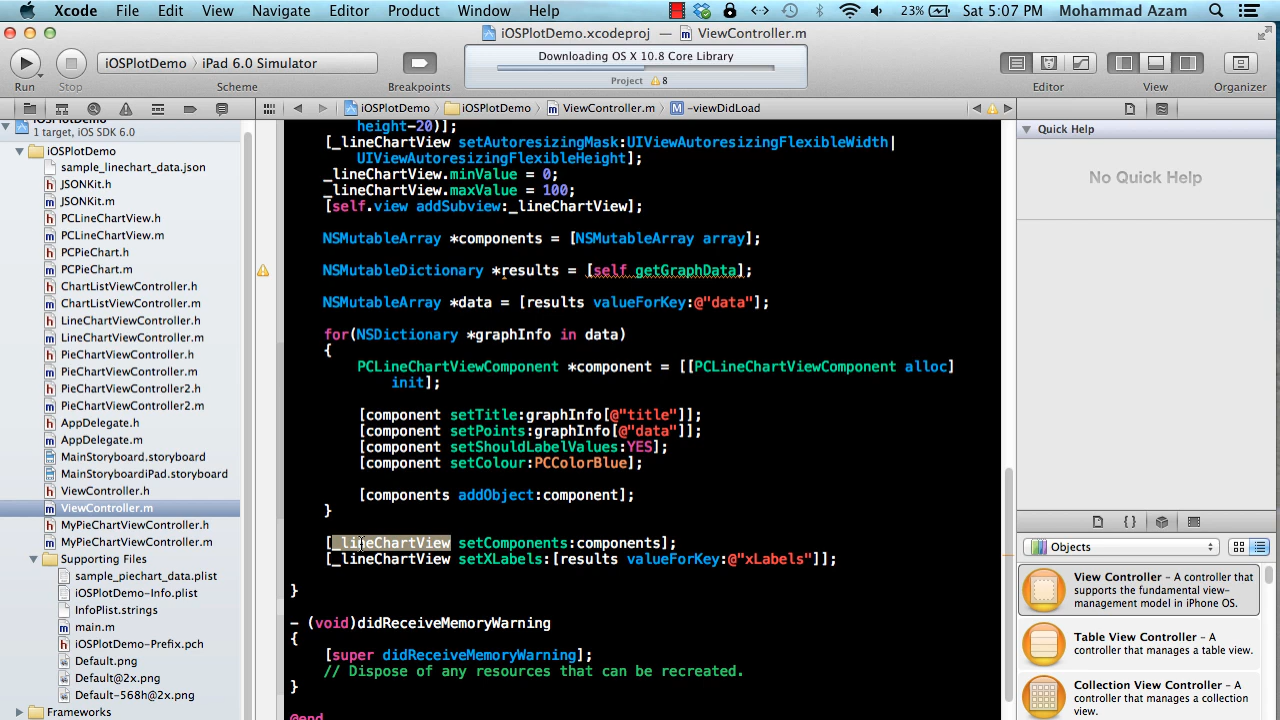 Xcode File Edit View Navigate Editor Product Window Help 23% Sat 5:07 PM Mohammad Azam
iOSPlotDemo.xcodeproj — ViewController.m
iOSPlotDemo iPad 6.0 Simulator
Downloading OS X 10.8 Core Library
Project 8
Run Stop Scheme Breakpoints Editor View Organizer
iOSPlotDemo iOSPlotDemo ViewController.m -viewDidLoad
1 target, iOS SDK 6.0
iOSPlotDemo
sample_linechart_data.json
JSONKit.h
JSONKit.m
PCLineChartView.h
PCLineChartView.m
PCPieChart.h
PCPieChart.m
ChartListViewController.h
ChartListViewController.m
LineChartViewController.h
LineChartViewController.m
PieChartViewController.h
PieChartViewController.m
PieChartViewController2.h
PieChartViewController2.m
AppDelegate.h
AppDelegate.m
MainStoryboard.storyboard
MainStoryboardiPad.storyboard
ViewController.h
ViewController.m
MyPieChartViewController.h
MyPieChartViewController.m
Supporting Files
sample_piechart_data.plist
iOSPlotDemo-Info.plist
InfoPlist.strings
main.m
iOSPlotDemo-Prefix.pch
Default.png
Default@2x.png
Default-568h@2x.png
Frameworks
height-20)];
[_lineChartView setAutoresizingMask:UIViewAutoresizingFlexibleWidth|
UIViewAutoresizingFlexibleHeight];
_lineChartView.minValue = 0;
_lineChartView.maxValue = 100;
[self.view addSubview:_lineChartView];
NSMutableArray *components = [NSMutableArray array];
NSMutableDictionary *results = [self getGraphData];
NSMutableArray *data = [results valueForKey:@"data"];
for(NSDictionary *graphInfo in data)
{
PCLineChartViewComponent *component = [[PCLineChartViewComponent alloc]
init];
[component setTitle:graphInfo[@"title"]];
[component setPoints:graphInfo[@"data"]];
[component setShouldLabelValues:YES];
[component setColour:PCColorBlue];
[components addObject:component];
}
[_lineChartView setComponents:components];
[_lineChartView setXLabels:[results valueForKey:@"xLabels"]];
}
- (void)didReceiveMemoryWarning
{
[super didReceiveMemoryWarning];
// Dispose of any resources that can be recreated.
}
@end
Quick Help
No Quick Help
{ }
Objects
View Controller - A controller that supports the fundamental view-
management model in iPhone OS.
Table View Controller - A
controller that manages a table view.
Collection View Controller - A
controller that manages a collection
view.